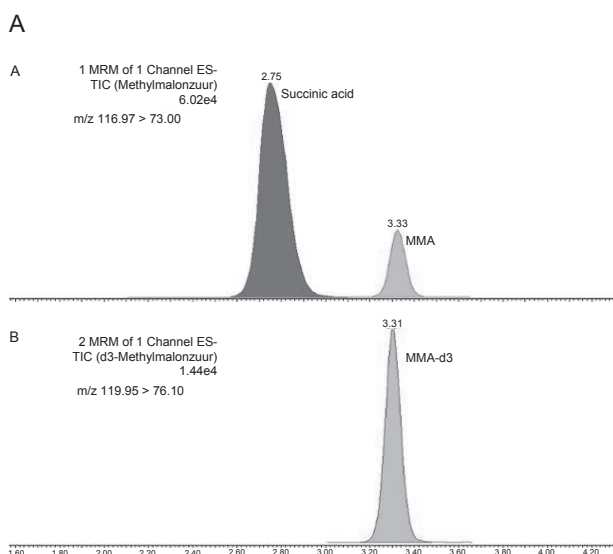 A
A
1 MRM of 1 Channel ES-
TIC (Methylmalonzuur)
6.02e4
m/z 116.97 > 73.00
2.75
Succinic acid
3.33
MMA
B
2 MRM of 1 Channel ES-
TIC (d3-Methylmalonzuur)
1.44e4
m/z 119.95 > 76.10
3.31
MMA-d3
1.60 1.80 2.00 2.20 2.40 2.60 2.80 3.00 3.20 3.40 3.60 3.80 4.00 4.20